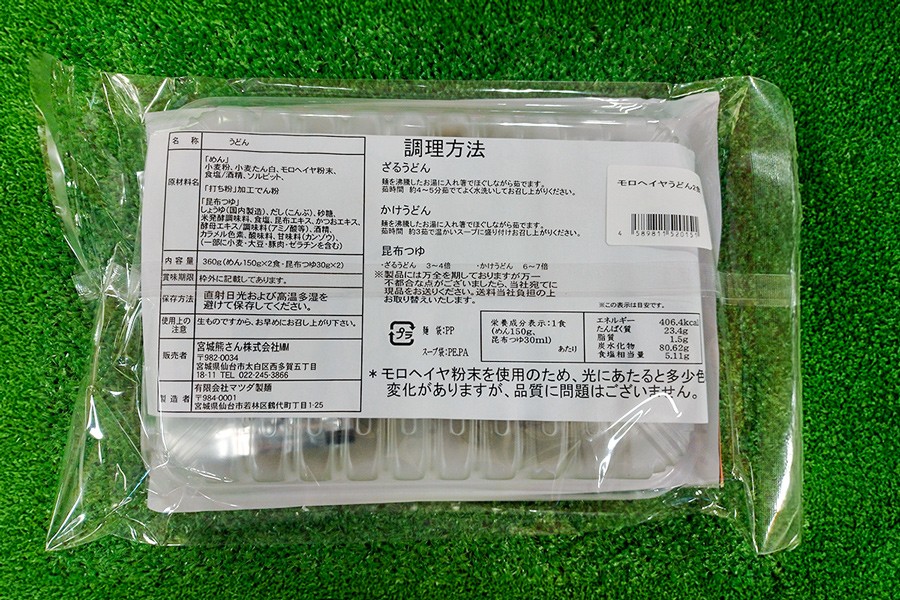 名 称 うどん
原材料名
「めん」
小麦粉、小麦たん白、モロヘイヤ粉末、
食塩/酒精、ソルビット、
「打ち粉」加工でん粉
「昆布つゆ」
しょうゆ(国内製造)、だし(こんぶ)、砂糖、
米発酵調味料、食塩、昆布エキス、かつおエキス、
酵母エキス/調味料(アミノ酸等)、酒精、
カラメル色素、酸味料、甘味料(カンゾウ)、
(一部に小麦・大豆・豚肉・ゼラチンを含む)
内 容 量 360g(めん150g×2食・昆布つゆ30g×2)
賞味期限 枠外に記載してあります。
保存方法 直射日光および高温多湿を
避けて保存してください。
使用上の
注意
生ものですから、お早めにお召し上がり下さい。
販売者
宮城熊さん株式会社MM
〒982-0034
宮城県仙台市太白区西多賀五丁目
18-11 TEL 022-245-3866
製造者
有限会社マツダ製麺
〒984-0001
宮城県仙台市若林区鶴代町7丁目1-25
調理方法
ざるうどん
麺を沸騰したお湯に入れ箸でほぐしながら茹でます。
茹時間 約4~5分茹でてよく水洗いしてお召し上がりください。
かけうどん
麺を沸騰したお湯に入れ箸でほぐしながら茹でます。
茹時間 約3茹で温かいスープに盛り付けお召し上がりください。
昆布つゆ
・ざるうどん 3~4倍 ・かけうどん 6~7倍
※製品には万全を期しておりますが万一
不都合な点がございましたら、当社宛てに
現品をお送りください。送料当社負担の上
お取り替えいたします。
プラ
麺 袋:PP
スープ袋:PE,PA
※この表示は目安です。
栄養成分表示:1食
(めん150g、
昆布つゆ30ml)
あたり
エネルギー 406.4kcal
たんぱく質 23.4g
脂質 1.5g
炭水化物 80.62g
食塩相当量 5.11g
*モロヘイヤ粉末を使用のため、光にあたると多少色
変化がありますが、品質に問題はございません。
モロヘイヤうどん2食
4 589811 520151